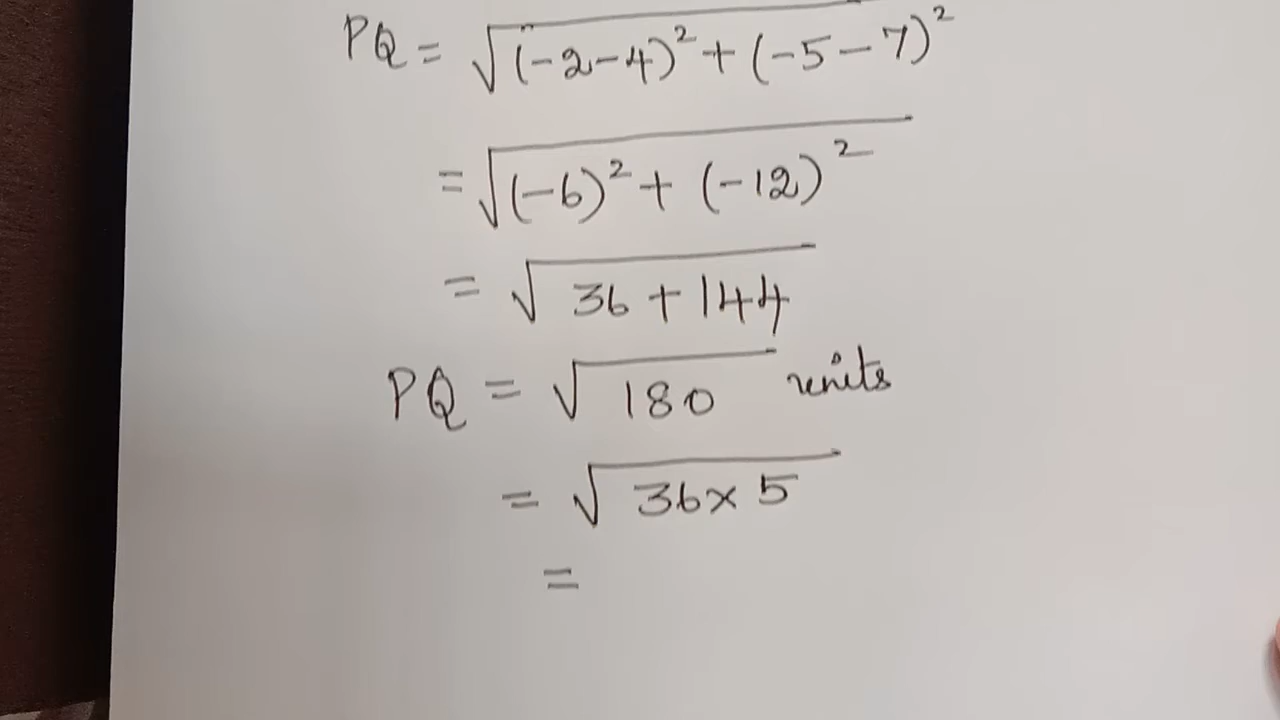 PQ = √(-2-4)² + (-5-7)²
= √(-6)² + (-12)²
= √36 + 144
PQ = √180 units
= √36 × 5
=